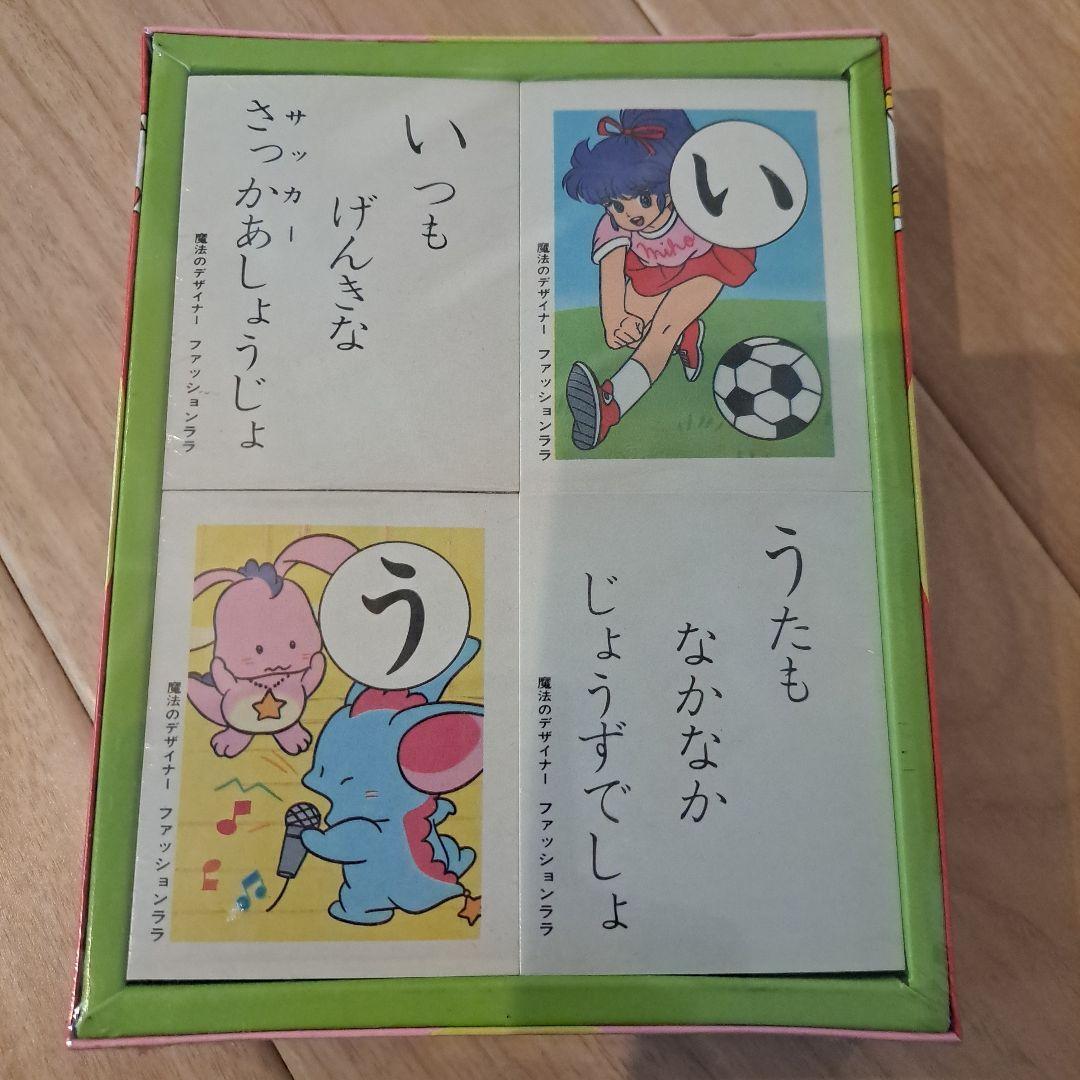 いつも
げんきな
さっかあしょうじょ
サッカー
魔法のデザイナー ファッションララ
い
miho
魔法のデザイナー ファッションララ
う
魔法のデザイナー ファッションララ
うたも
なかなか
じょうずでしょ
魔法のデザイナー ファッションララ